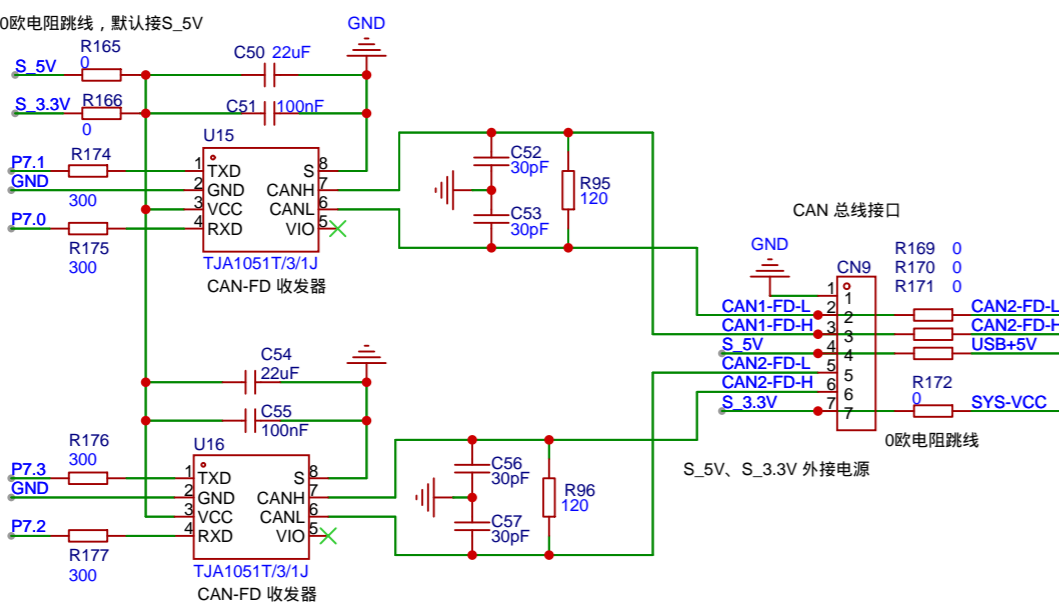 0欧电阻跳线，默认接S_5V
GND
R165
0
S_5V
C50 22uF
R166
0
S_3.3V
C51 100nF
U15
R174
300
P7.1
GND
P7.0
R175
300
1 TXD S 8
2 GND CANH 7
3 VCC CANL 6
4 RXD VIO 5
TJA1051T/3/1J
CAN-FD 收发器
C52
30pF
C53
30pF
R95
120
CAN 总线接口
GND
CN9
R169 0
R170 0
R171 0
1 1
CAN1-FD-L 2 2 CAN2-FD-L
CAN1-FD-H 3 3 CAN2-FD-H
S_5V 4 4 USB+5V
CAN2-FD-L 5 5
CAN2-FD-H 6 6
R172
0
S_3.3V 7 7 SYS-VCC
0欧电阻跳线
S_5V、S_3.3V 外接电源
C54
22uF
C55
100nF
U16
R176
300
P7.3
GND
P7.2
R177
300
1 TXD S 8
2 GND CANH 7
3 VCC CANL 6
4 RXD VIO 5
TJA1051T/3/1J
CAN-FD 收发器
C56
30pF
C57
30pF
R96
120